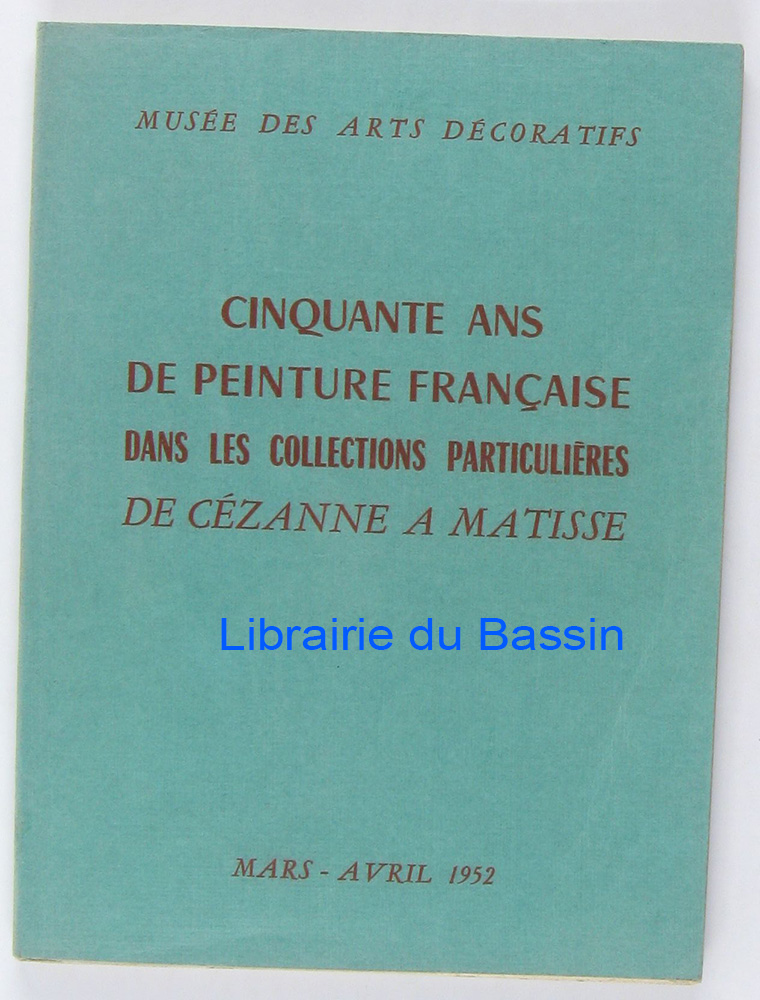 MUSÉE DES ARTS DÉCORATIFS
CINQUANTE ANS
DE PEINTURE FRANÇAISE
DANS LES COLLECTIONS PARTICULIÈRES
DE CÉZANNE A MATISSE
Librairie du Bassin
MARS - AVRIL 1952